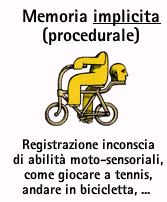 Memoria implicita
(procedurale)
Registrazione inconscia
di abilità moto-sensoriali,
come giocare a tennis,
andare in bicicletta, ...